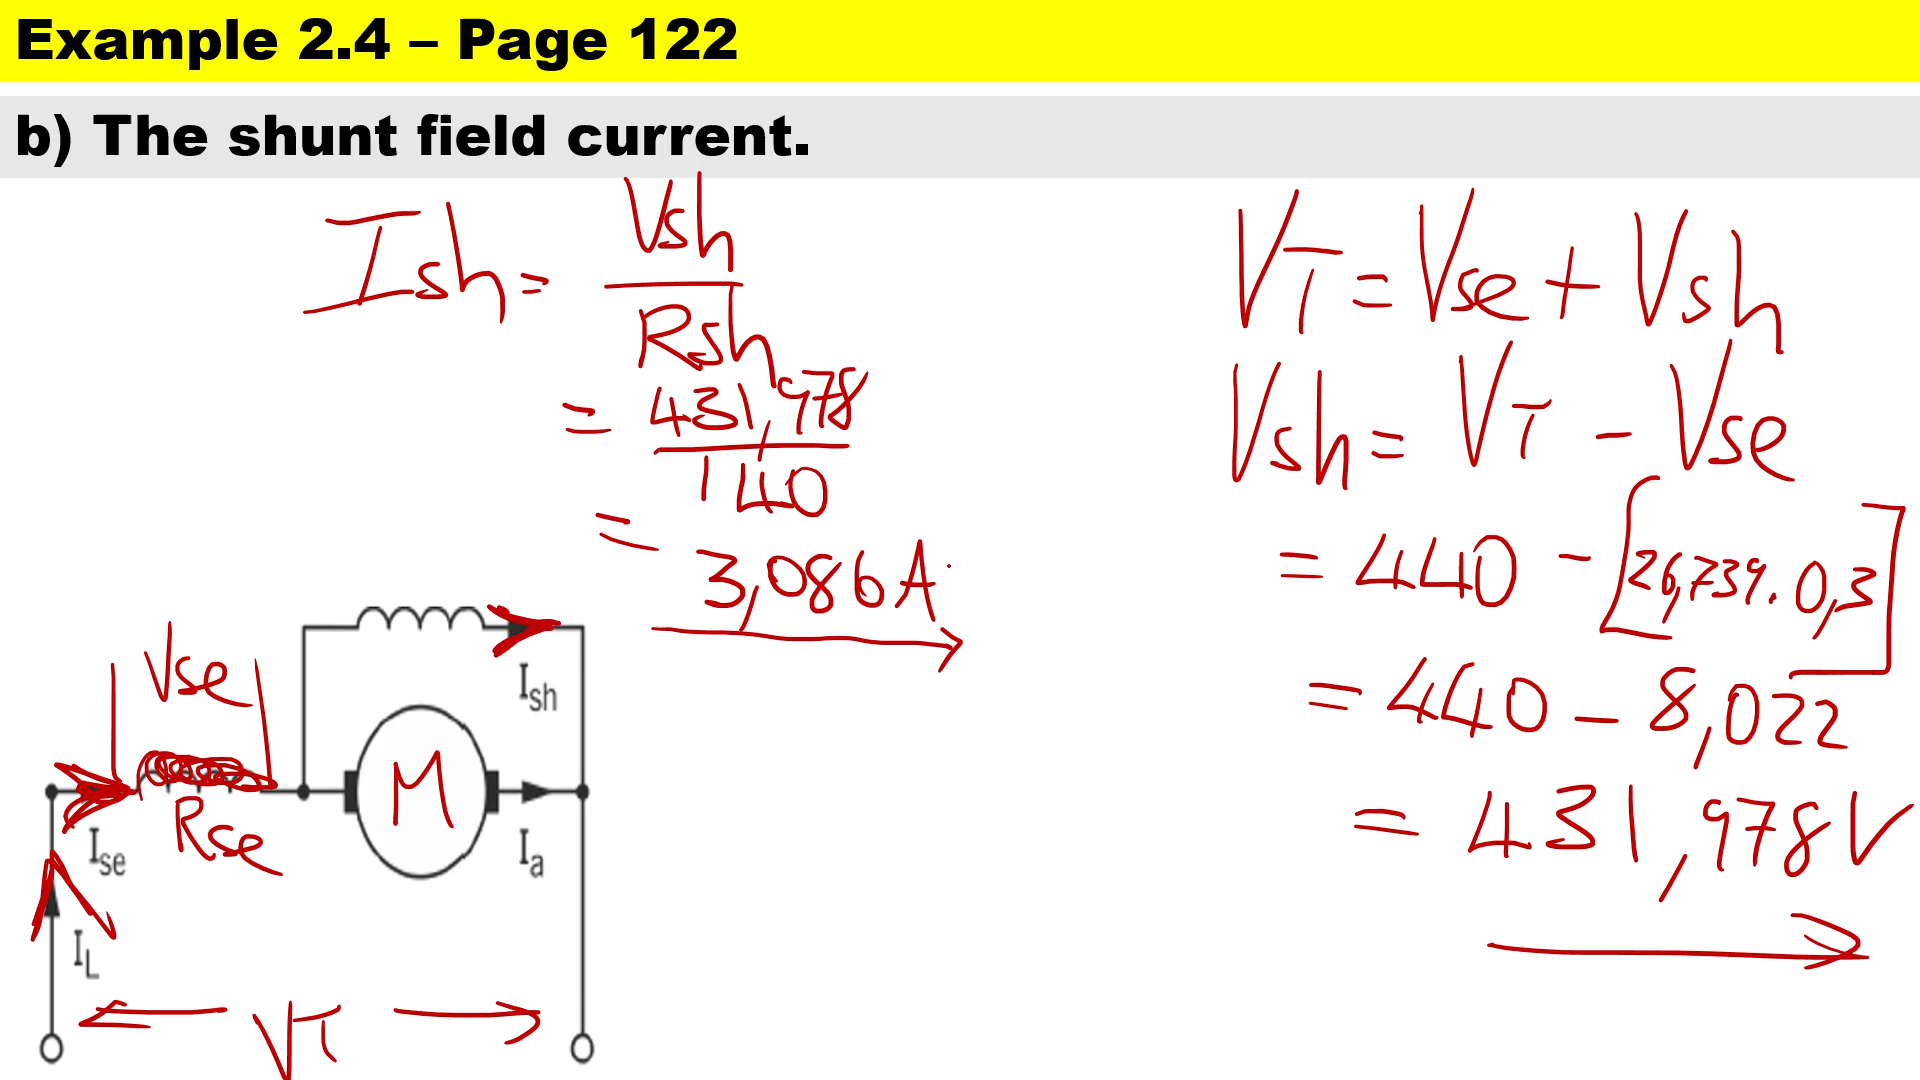 Example 2.4 – Page 122
b) The shunt field current.
Ish = Vsh
Rsh
= 431,978
140
= 3,086A
VT = Vse + Vsh
Vsh = VT - Vse
= 440 - [26,739. 0,3]
= 440 - 8,022
= 431,978V
Vse
Ish
M
Rse
Ise
Ia
IL
VT